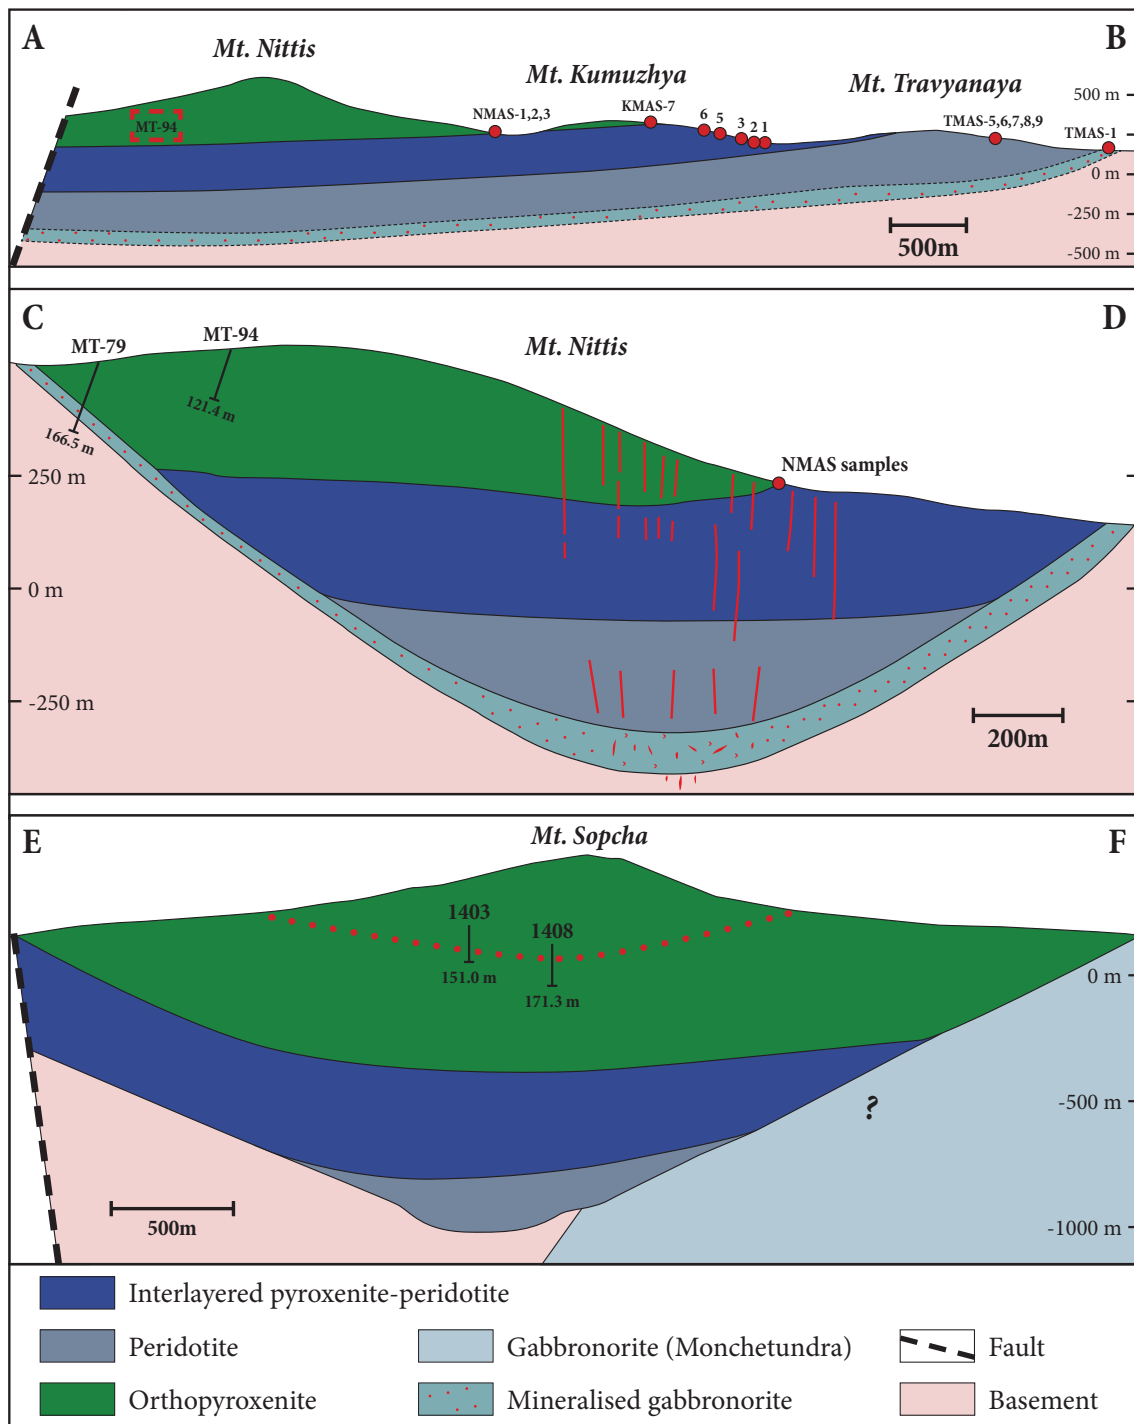 A
B
Mt. Nittis
Mt. Kumuzhya
Mt. Travyanaya
500 m
MT-94
NMAS-1,2,3
KMAS-7
6
5
3
2
1
TMAS-5,6,7,8,9
TMAS-1
0 m
-250 m
500m
-500 m
C
D
MT-79
MT-94
Mt. Nittis
121.4 m
166.5 m
250 m
NMAS samples
0 m
-250 m
200m
E
Mt. Sopcha
F
1403
1408
151.0 m
171.3 m
0 m
-500 m
?
500m
-1000 m
Interlayered pyroxenite-peridotite
Peridotite
Gabbronorite (Monchetundra)
Fault
Orthopyroxenite
Mineralised gabbronorite
Basement